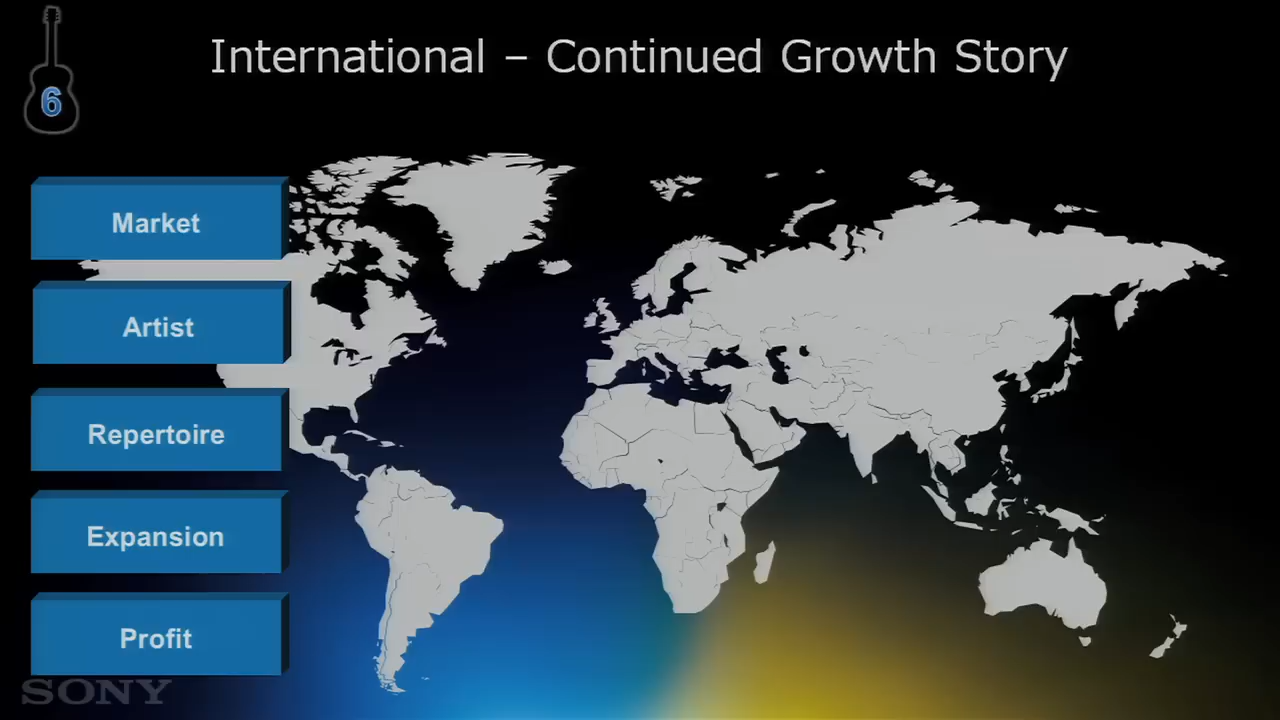 International – Continued Growth Story
6
Market
Artist
Repertoire
Expansion
Profit
SONY